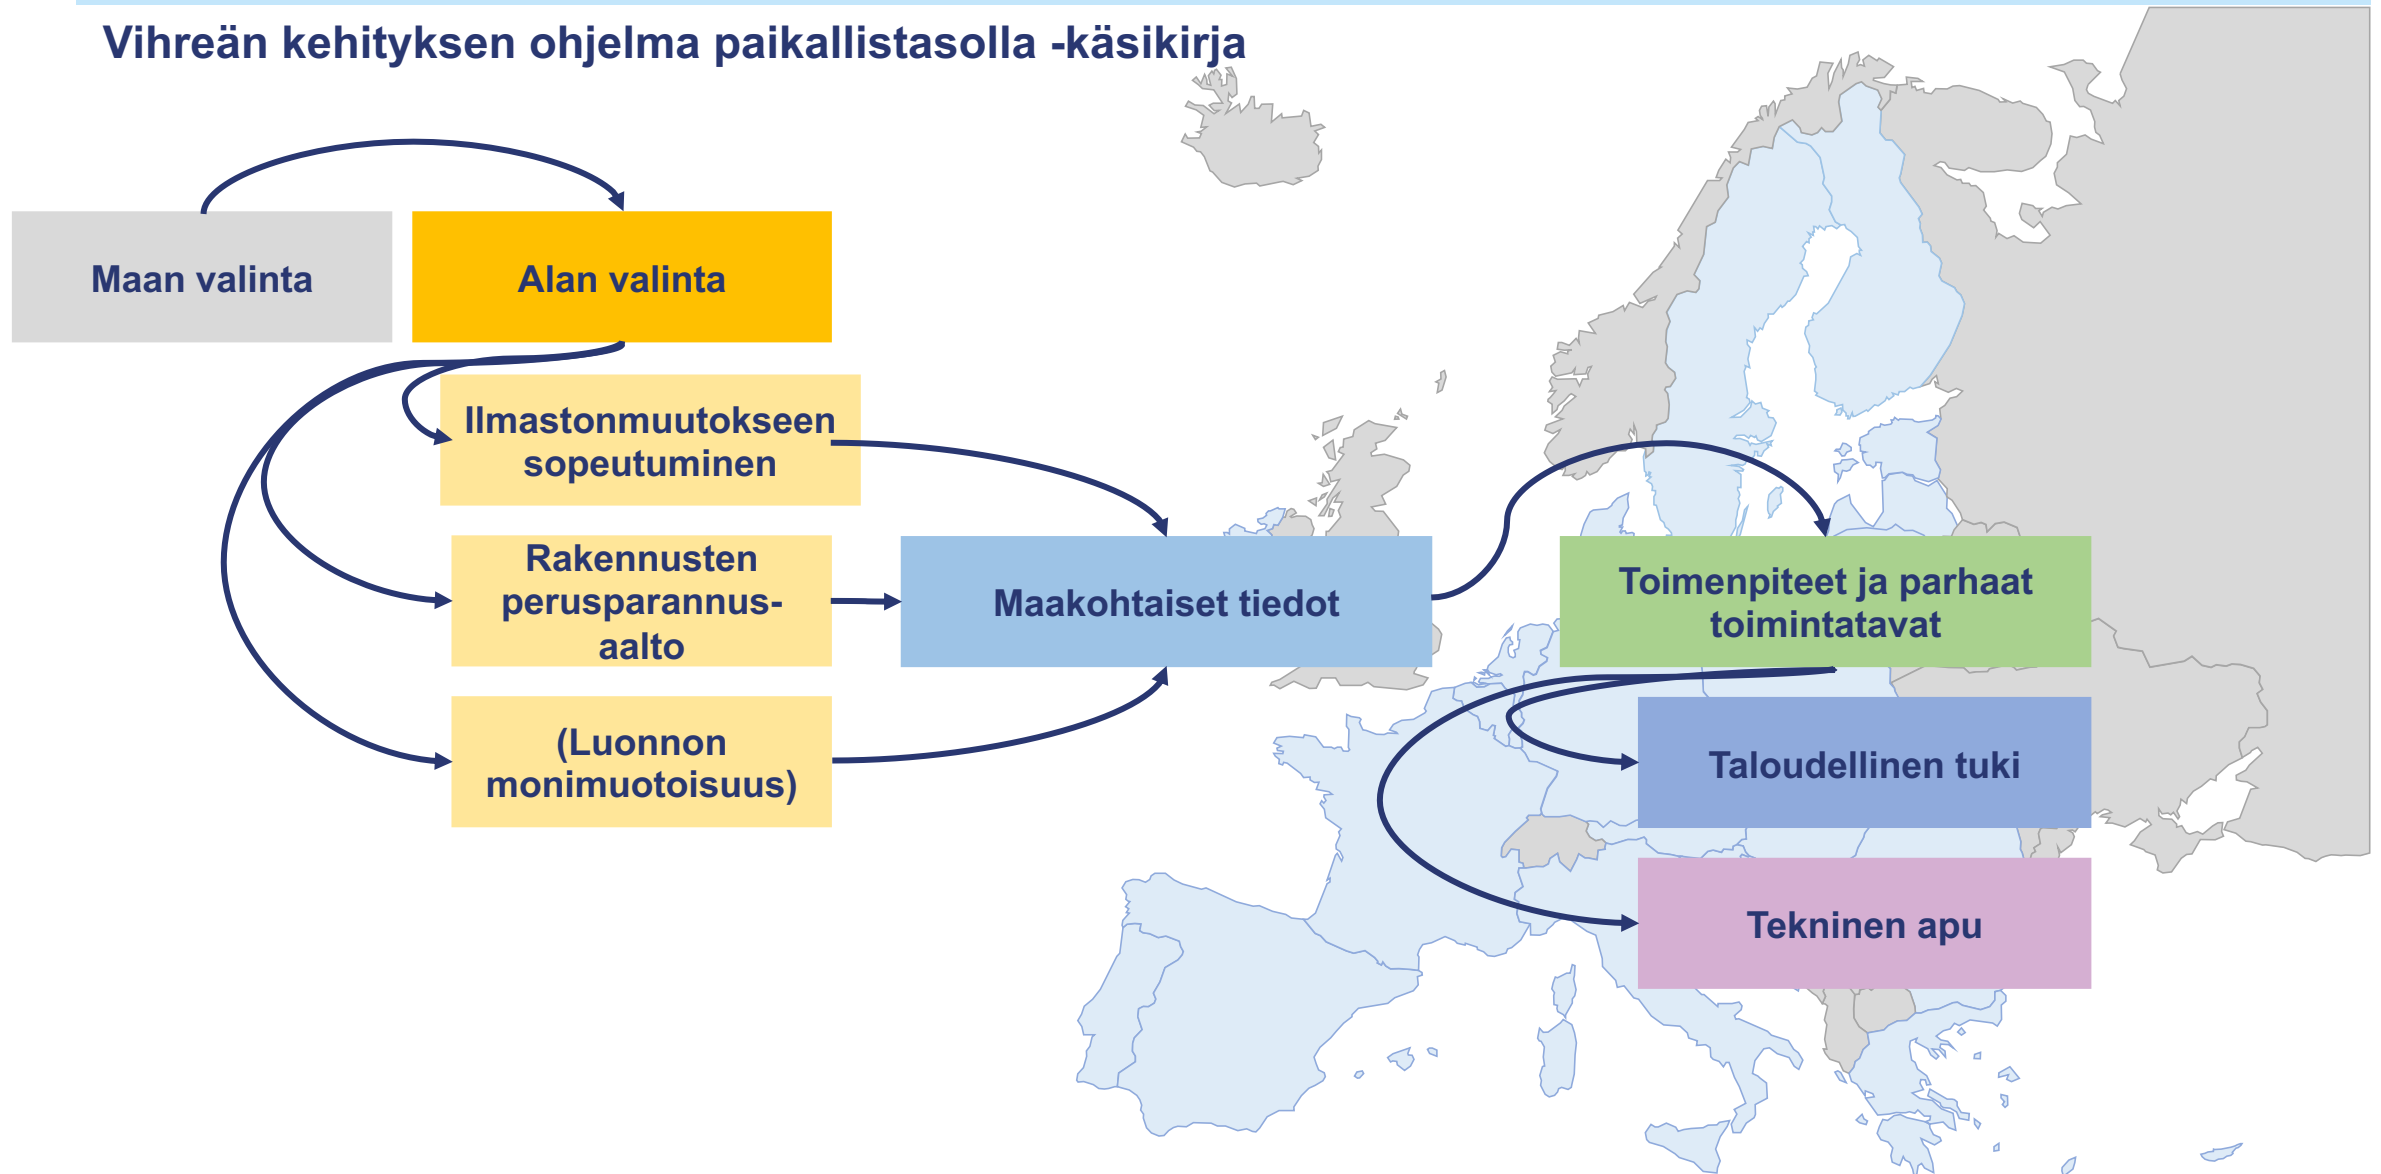 Vihreän kehityksen ohjelma paikallistasolla -käsikirja
Maan valinta
Alan valinta
Ilmastonmuutokseen
sopeutuminen
Rakennusten
perusparannus-
aalto
(Luonnon
monimuotoisuus)
Maakohtaiset tiedot
Toimenpiteet ja parhaat
toimintatavat
Taloudellinen tuki
Tekninen apu